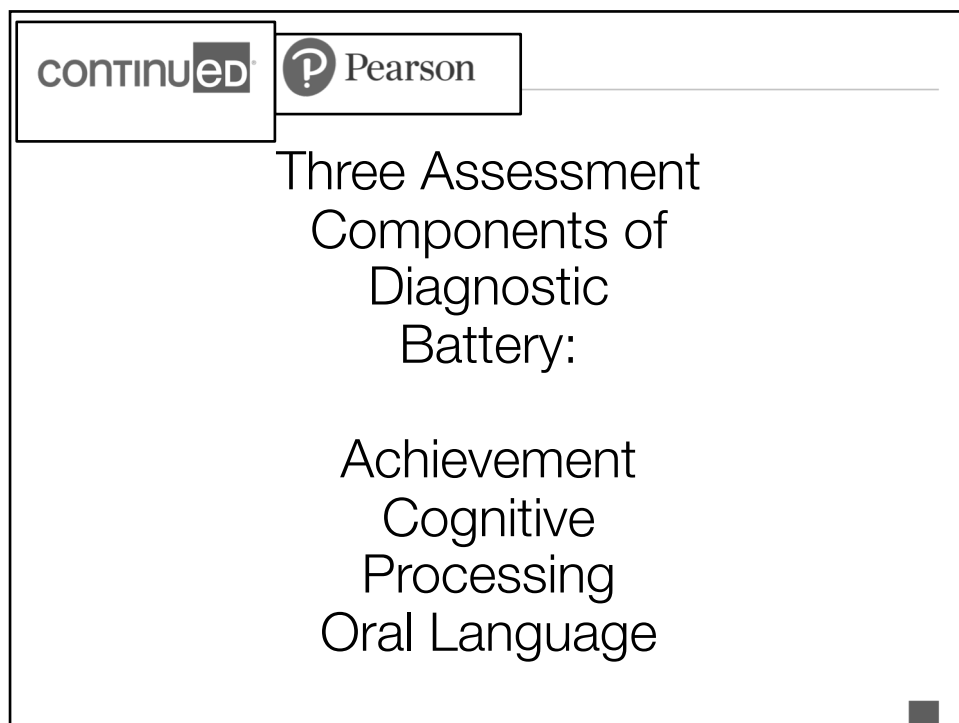 continued
Pearson
Three Assessment
Components of
Diagnostic
Battery:
Achievement
Cognitive
Processing
Oral Language